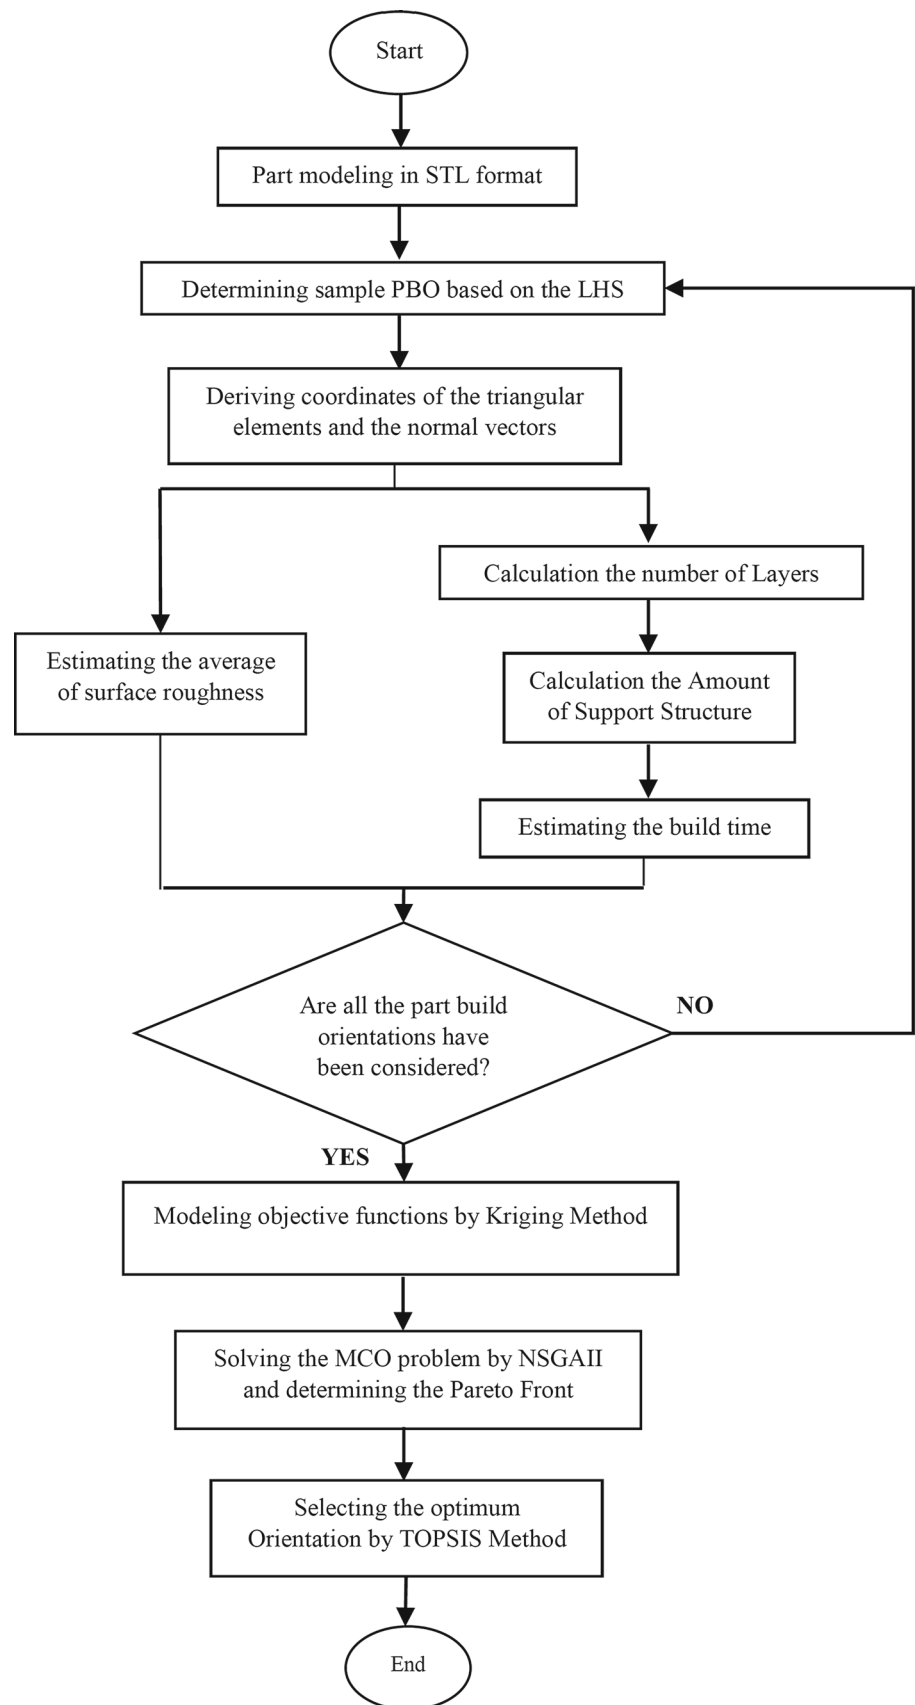 Start
Part modeling in STL format
Determining sample PBO based on the LHS
Deriving coordinates of the triangular
elements and the normal vectors
Calculation the number of Layers
Estimating the average
of surface roughness
Calculation the Amount
of Support Structure
Estimating the build time
Are all the part build
orientations have
been considered?
NO
YES
Modeling objective functions by Kriging Method
Solving the MCO problem by NSGAII
and determining the Pareto Front
Selecting the optimum
Orientation by TOPSIS Method
End